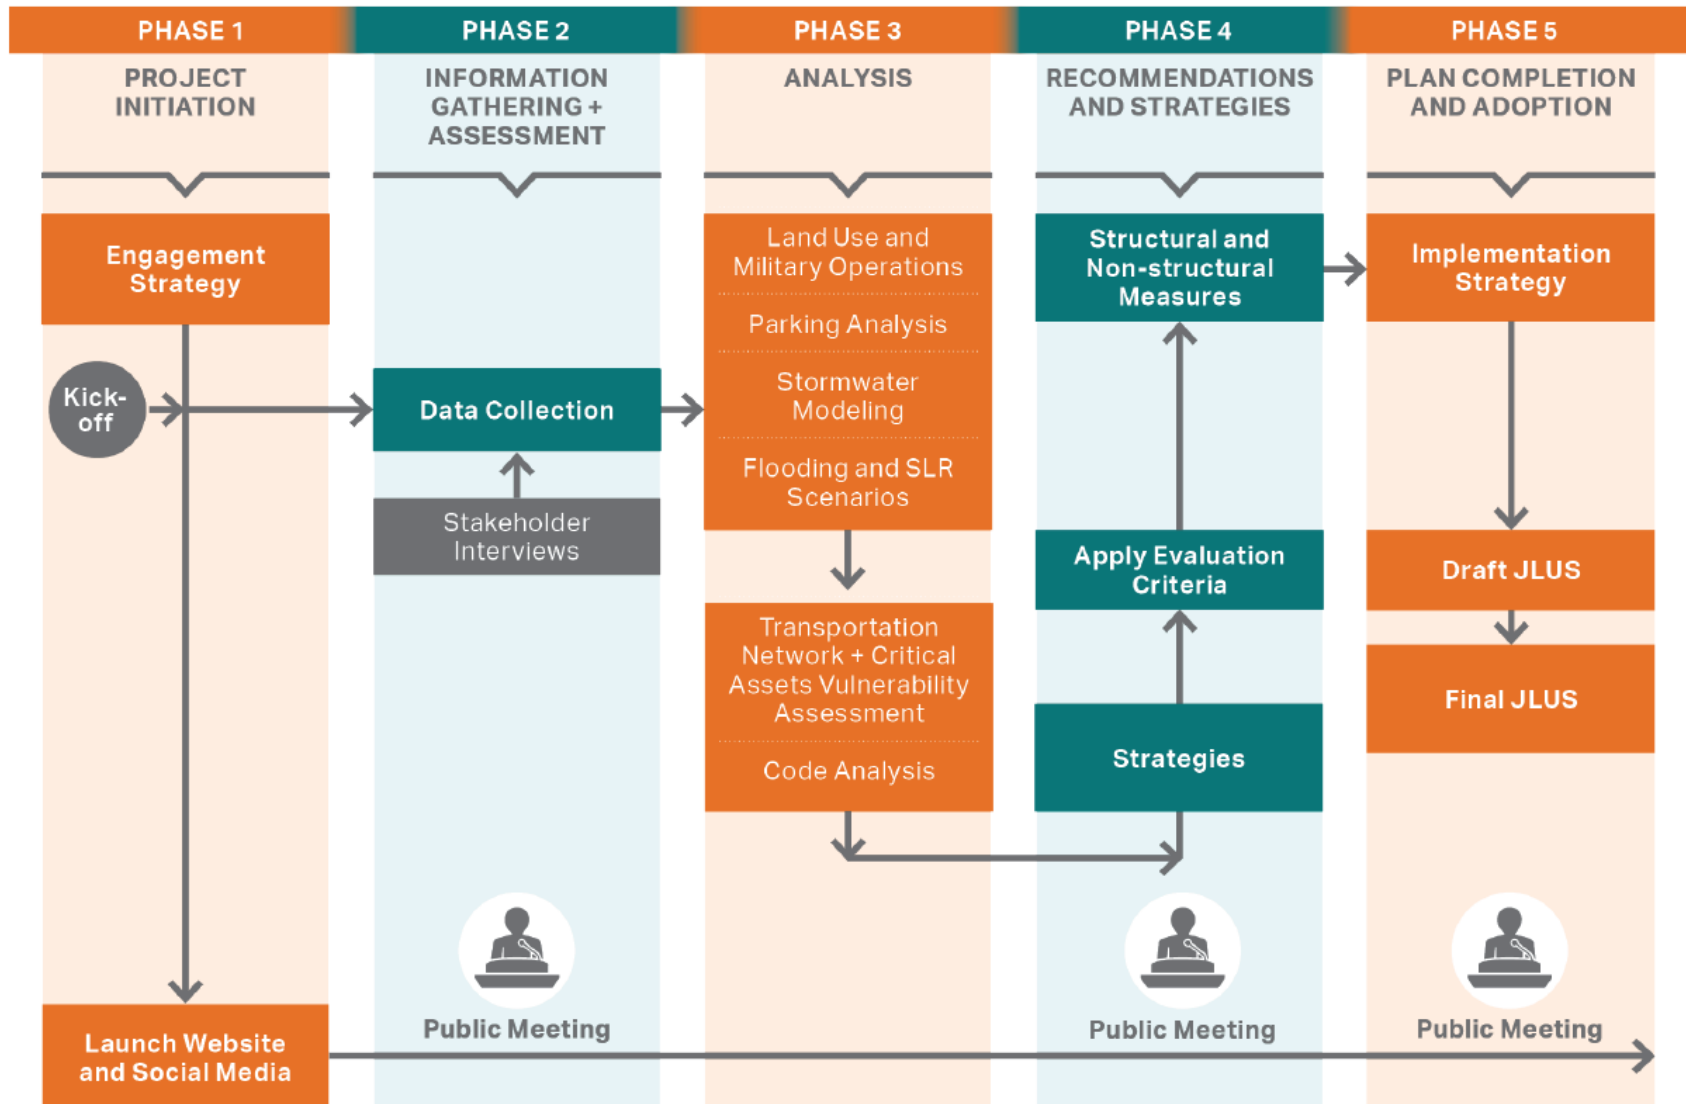 PHASE 1
PHASE 2
PHASE 3
PHASE 4
PHASE 5
PROJECT
INITIATION
INFORMATION
GATHERING +
ASSESSMENT
ANALYSIS
RECOMMENDATIONS
AND STRATEGIES
PLAN COMPLETION
AND ADOPTION
Engagement
Strategy
Kick-
off
Launch Website
and Social Media
Data Collection
Stakeholder
Interviews
Public Meeting
Land Use and
Military Operations
Parking Analysis
Stormwater
Modeling
Flooding and SLR
Scenarios
Transportation
Network + Critical
Assets Vulnerability
Assessment
Code Analysis
Structural and
Non-structural
Measures
Apply Evaluation
Criteria
Strategies
Public Meeting
Implementation
Strategy
Draft JLUS
Final JLUS
Public Meeting